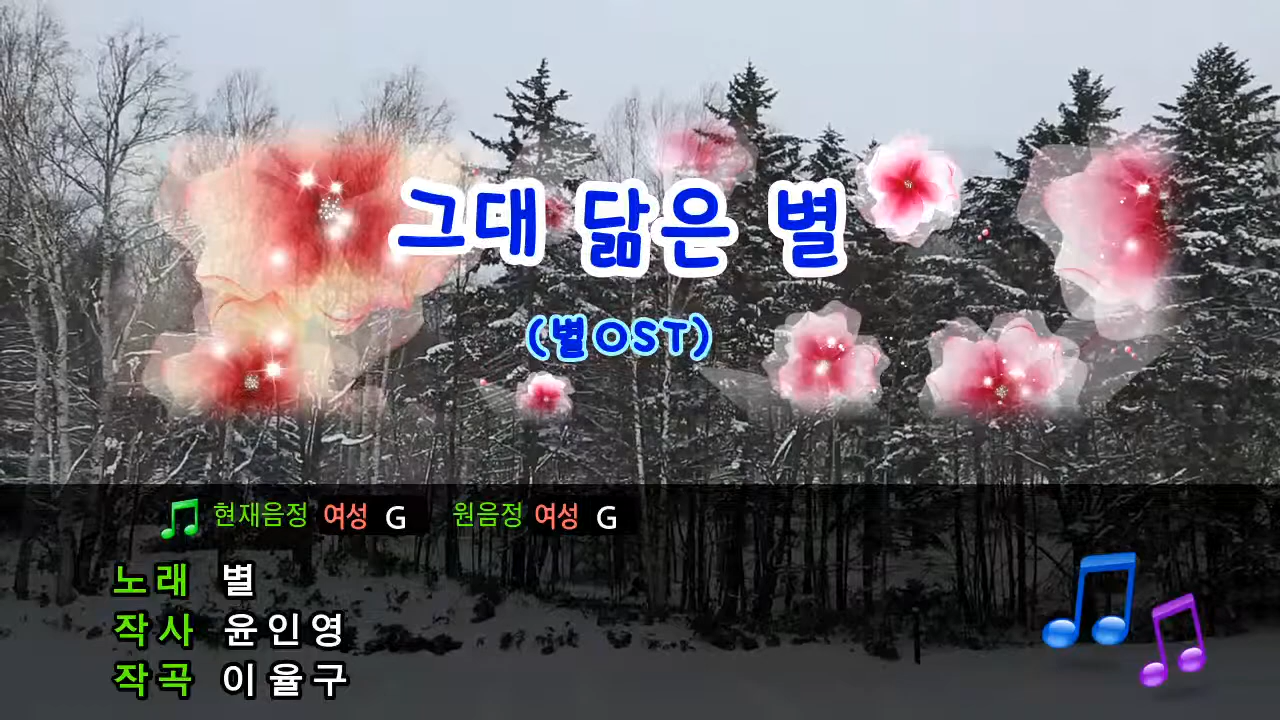 그대 닮은 별
(별OST)
현재음정 여성 G 원음정 여성 G
노래 별
작사 윤인영
작곡 이율구